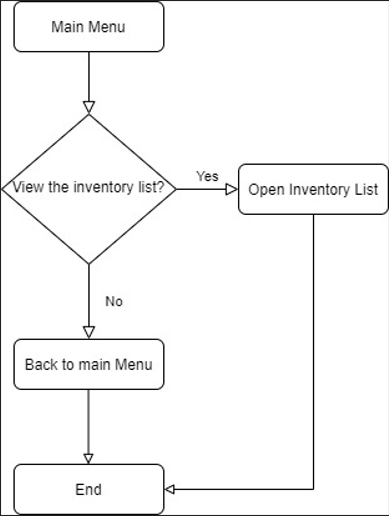 Main Menu
View the inventory list?
Yes
Open Inventory List
No
Back to main Menu
End